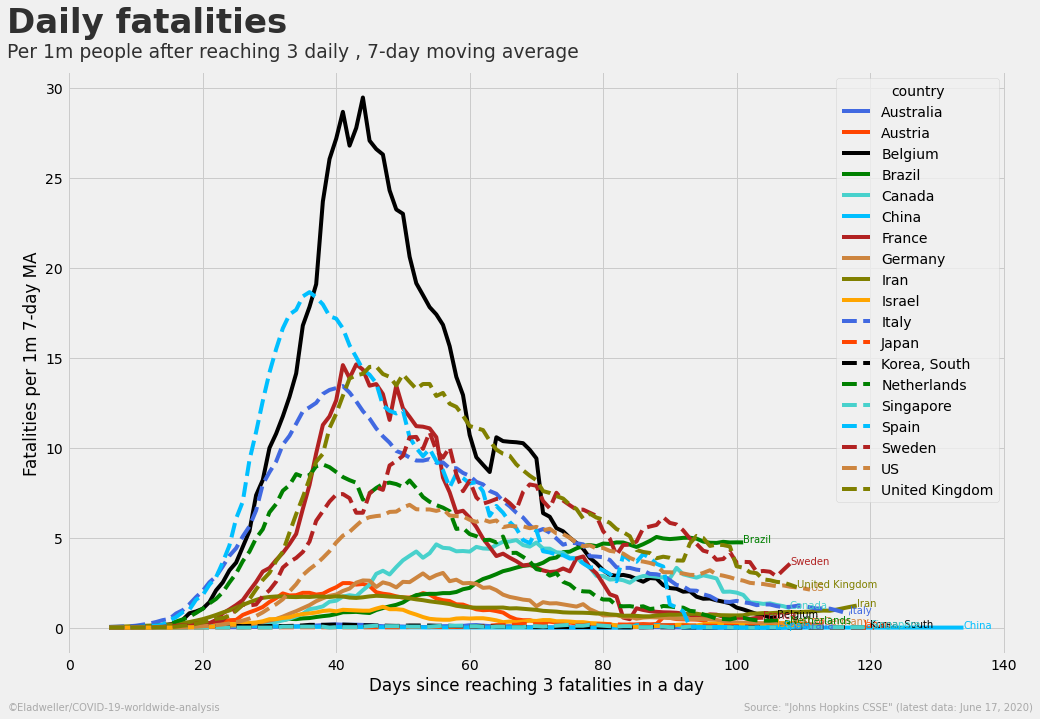 Daily fatalities
Per 1m people after reaching 3 daily , 7-day moving average
Fatalities per 1m 7-day MA
30
25
20
15
10
5
0
0
20
40
60
80
100
120
140
Days since reaching 3 fatalities in a day
country
Australia
Austria
Belgium
Brazil
Canada
China
France
Germany
Iran
Israel
Italy
Japan
Korea, South
Netherlands
Singapore
Spain
Sweden
US
United Kingdom
Brazil
Sweden
United Kingdom
US
Canada
Iran
Italy
Belgium
Netherlands
Korea, South
China
©Eladweller/COVID-19-worldwide-analysis
Source: "Johns Hopkins CSSE" (latest data: June 17, 2020)